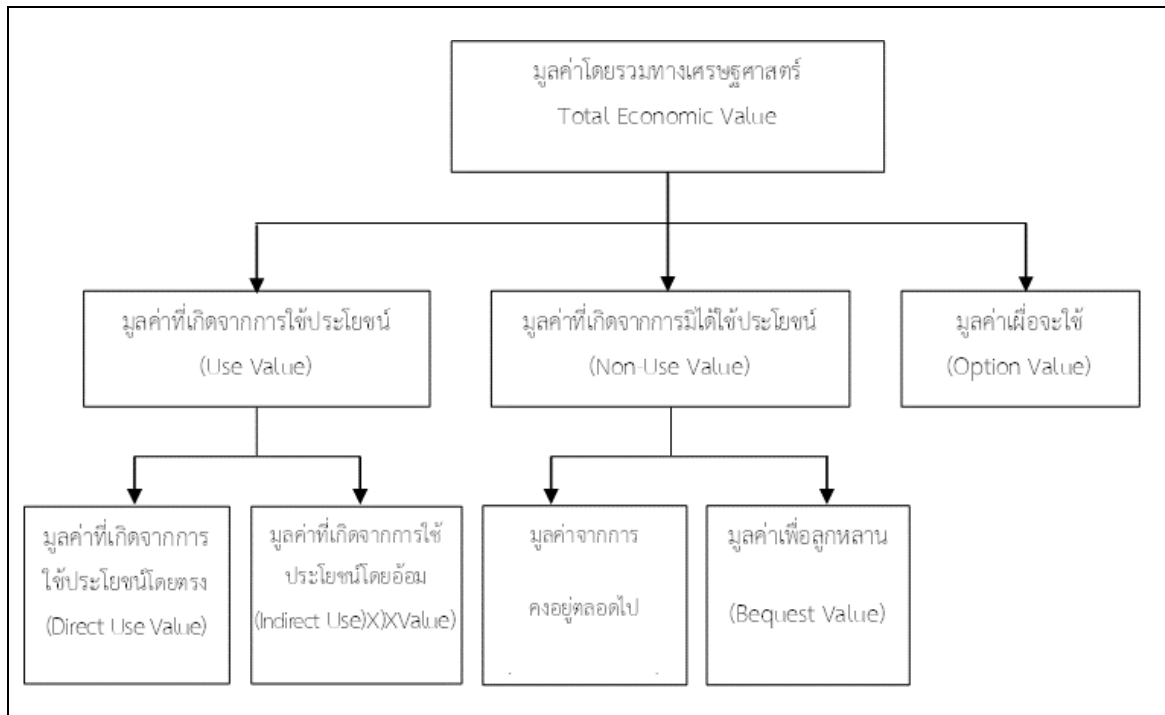 มูลค่าโดยรวมทางเศรษฐศาสตร์
Total Economic Value
มูลค่าที่เกิดจากการใช้ประโยชน์
(Use Value)
มูลค่าที่เกิดจากการมิได้ใช้ประโยชน์
(Non-Use Value)
มูลค่าเผื่อจะใช้
(Option Value)
มูลค่าที่เกิดจากการ
ใช้ประโยชน์โดยตรง
(Direct Use Value)
มูลค่าที่เกิดจากการใช้
ประโยชน์โดยอ้อม
(Indirect Use)X)XValue)
มูลค่าจากการ
คงอยู่ตลอดไป
มูลค่าเพื่อลูกหลาน
(Bequest Value)